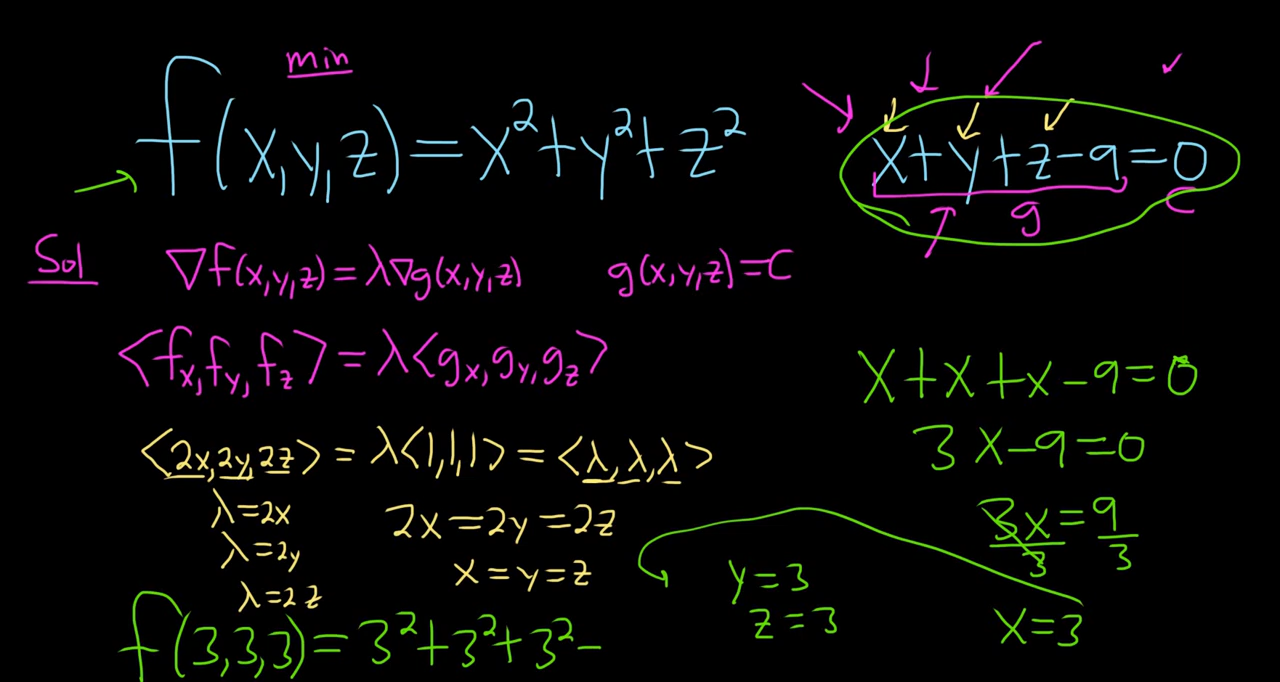 min
f(x,y,z)=x²+y²+z² x+y+z-9=0
g C
Sol ∇f(x,y,z)=λ∇g(x,y,z) g(x,y,z)=C
<fx,fy,fz>=λ<gx,gy,gz>
x+x+x-9=0
<2x,2y,2z>=λ<1,1,1>=<λ,λ,λ>
3x-9=0
λ=2x 2x=2y=2z 3x/3=9/3
λ=2y x=y=z y=3
λ=2z z=3 x=3
f(3,3,3)=3²+3²+3²-